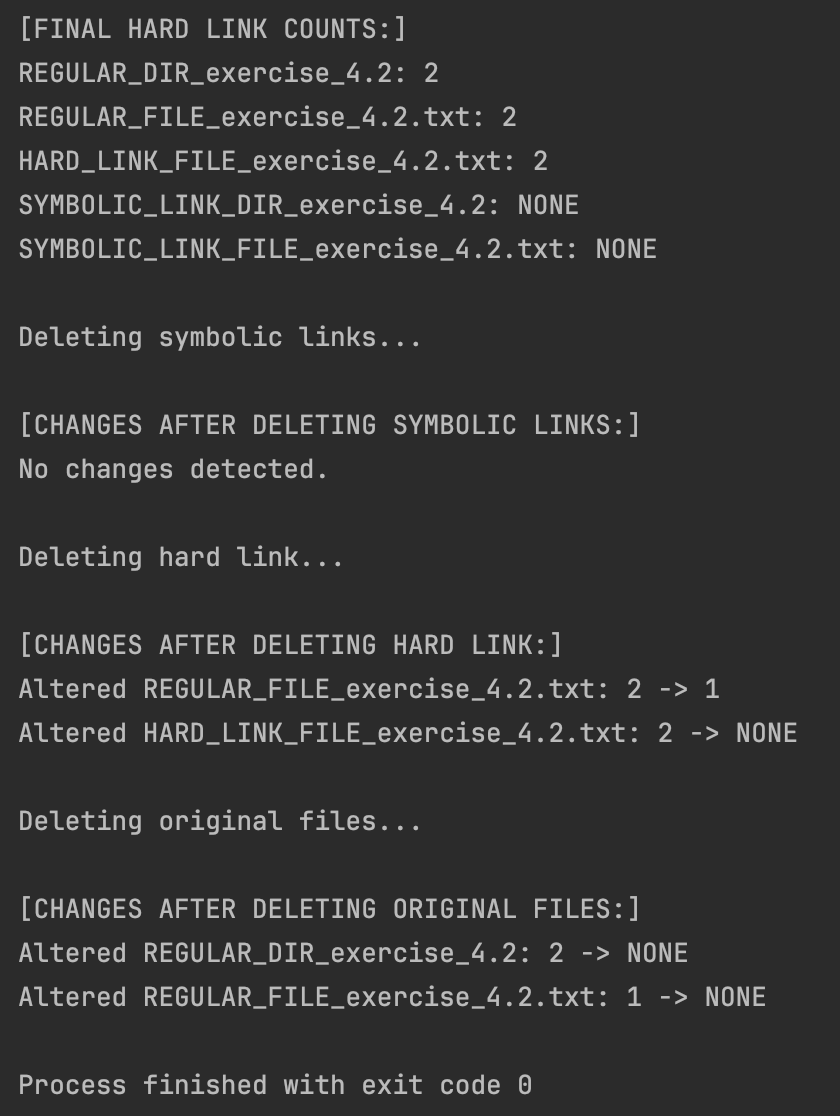 [FINAL HARD LINK COUNTS:]
REGULAR_DIR_exercise_4.2: 2
REGULAR_FILE_exercise_4.2.txt: 2
HARD_LINK_FILE_exercise_4.2.txt: 2
SYMBOLIC_LINK_DIR_exercise_4.2: NONE
SYMBOLIC_LINK_FILE_exercise_4.2.txt: NONE
Deleting symbolic links...
[CHANGES AFTER DELETING SYMBOLIC LINKS:]
No changes detected.
Deleting hard link...
[CHANGES AFTER DELETING HARD LINK:]
Altered REGULAR_FILE_exercise_4.2.txt: 2 -> 1
Altered HARD_LINK_FILE_exercise_4.2.txt: 2 -> NONE
Deleting original files...
[CHANGES AFTER DELETING ORIGINAL FILES:]
Altered REGULAR_DIR_exercise_4.2: 2 -> NONE
Altered REGULAR_FILE_exercise_4.2.txt: 1 -> NONE
Process finished with exit code 0